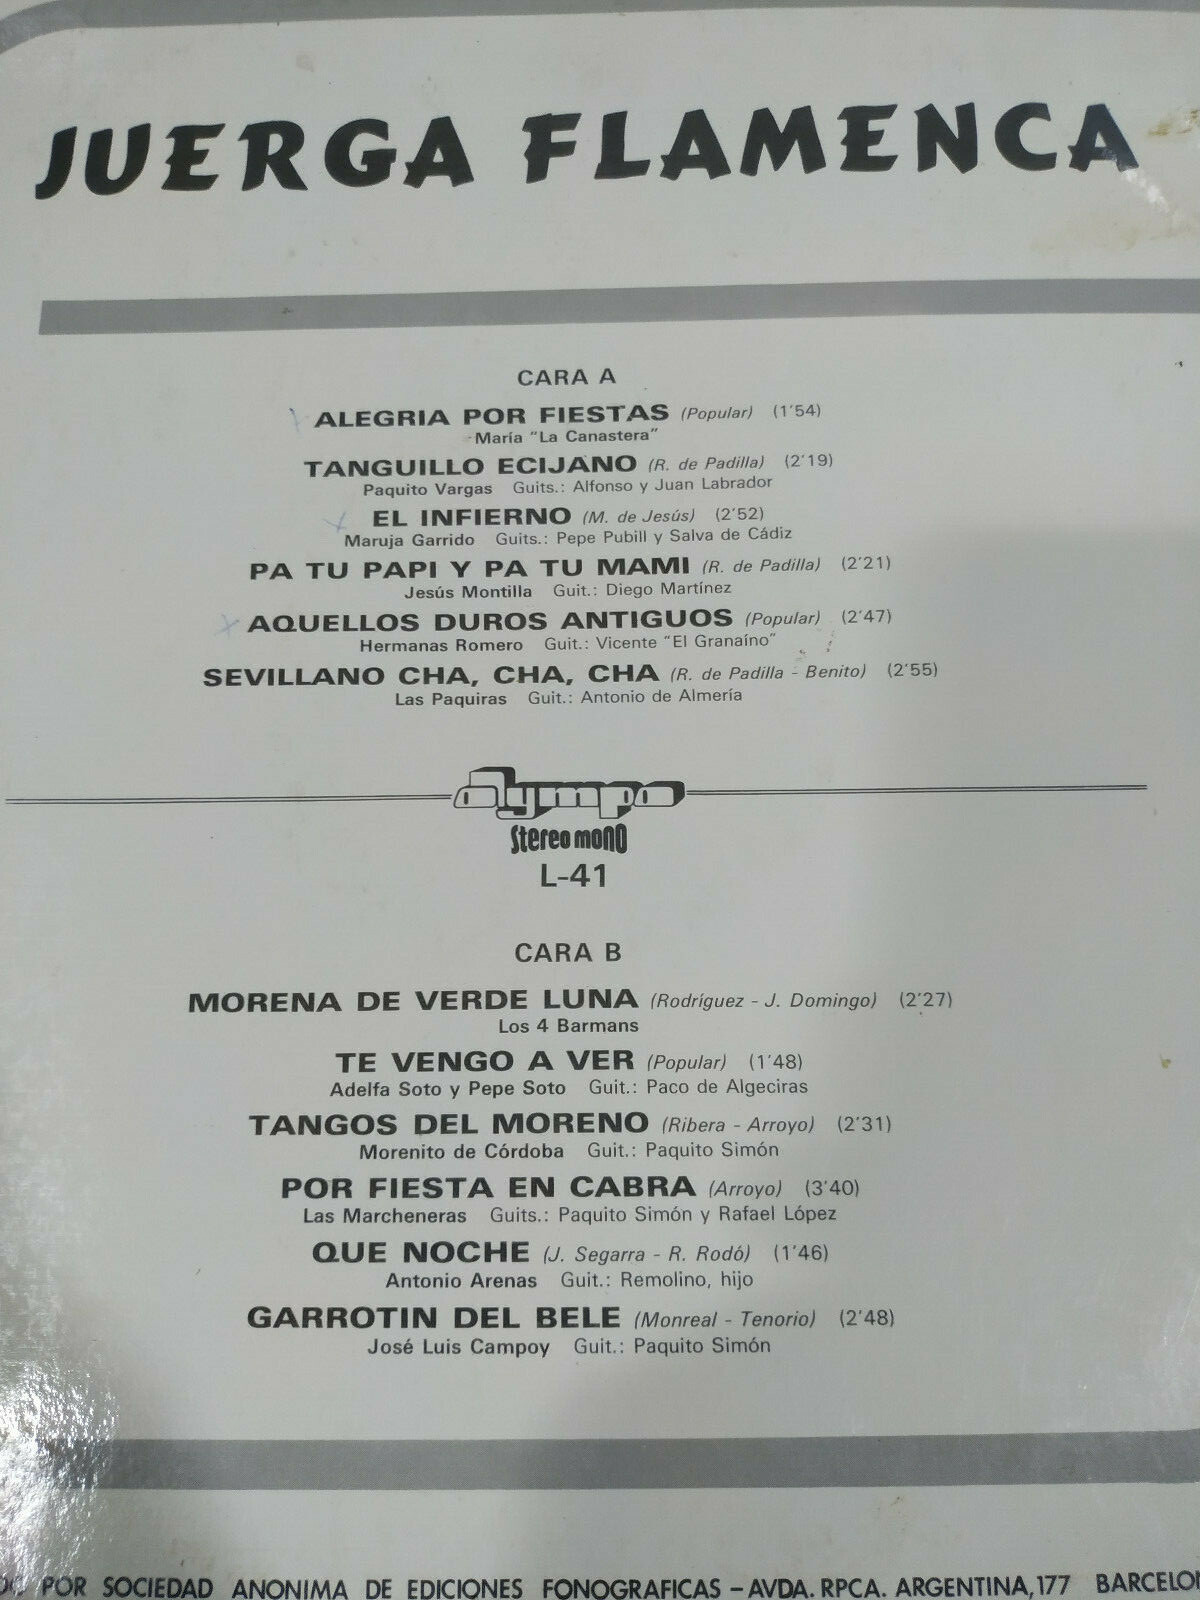 JUERGA FLAMENCA
CARA A
ALEGRIA POR FIESTAS (Popular) (1'54)
María "La Canastera"
TANGUILLO ECIJANO (R. de Padilla) (2'19)
Paquito Vargas Guits.: Alfonso y Juan Labrador
EL INFIERNO (M. de Jesús) (2'52)
Maruja Garrido Guits.: Pepe Pubill y Salva de Cádiz
PA TU PAPI Y PA TU MAMI (R. de Padilla) (2'21)
Jesús Montilla Guit.: Diego Martínez
AQUELLOS DUROS ANTIGUOS (Popular) (2'47)
Hermanas Romero Guit.: Vicente "El Granaíno"
SEVILLANO CHA, CHA, CHA (R. de Padilla - Benito) (2'55)
Las Paquiras Guit.: Antonio de Almería
Olympo
Stereo mono
L-41
CARA B
MORENA DE VERDE LUNA (Rodríguez - J. Domingo) (2'27)
Los 4 Barmans
TE VENGO A VER (Popular) (1'48)
Adelfa Soto y Pepe Soto Guit.: Paco de Algeciras
TANGOS DEL MORENO (Ribera - Arroyo) (2'31)
Morenito de Córdoba Guit.: Paquito Simón
POR FIESTA EN CABRA (Arroyo) (3'40)
Las Marcheneras Guits.: Paquito Simón y Rafael López
QUE NOCHE (J. Segarra - R. Rodó) (1'46)
Antonio Arenas Guit.: Remolino, hijo
GARROTIN DEL BELE (Monreal - Tenorio) (2'48)
José Luis Campoy Guit.: Paquito Simón
POR SOCIEDAD ANONIMA DE EDICIONES FONOGRAFICAS - AVDA. RPCA. ARGENTINA, 177